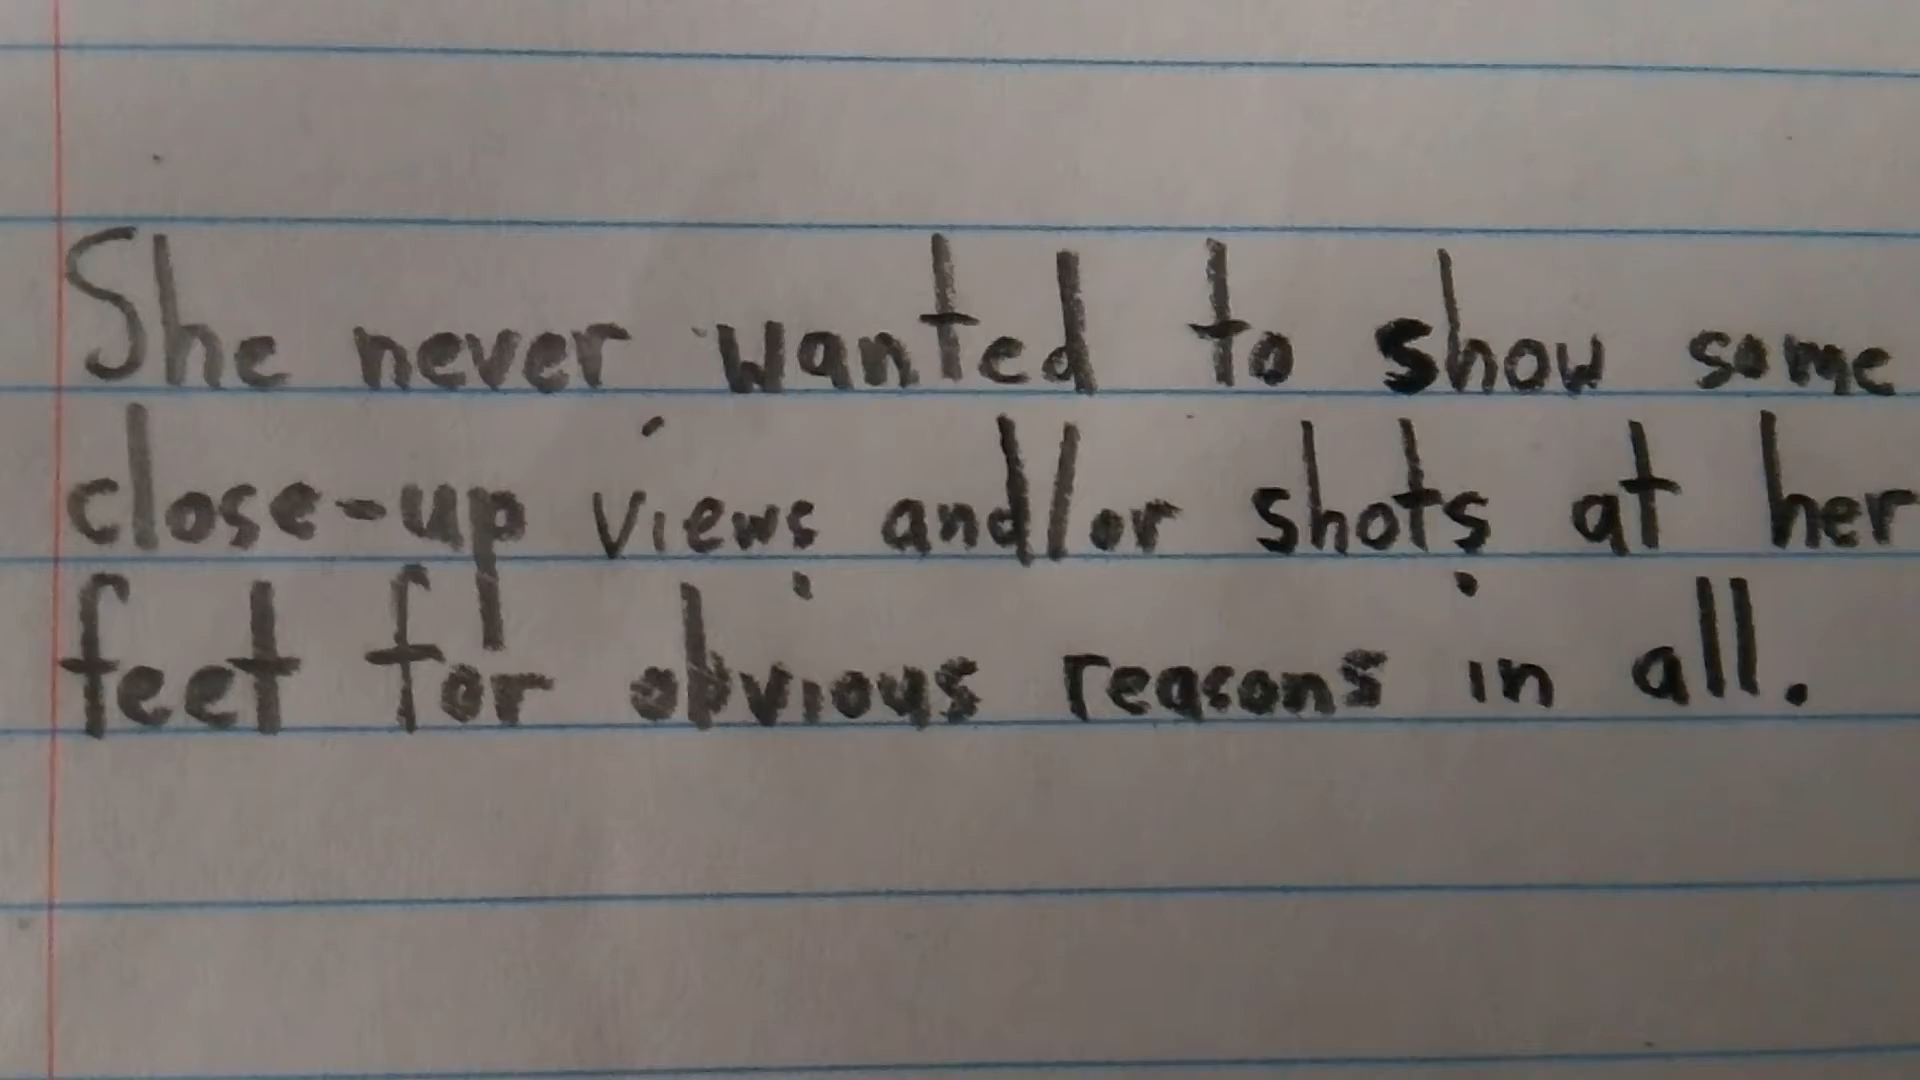 She never wanted to show some
close-up views and/or shots at her
feet for obvious reasons in all.